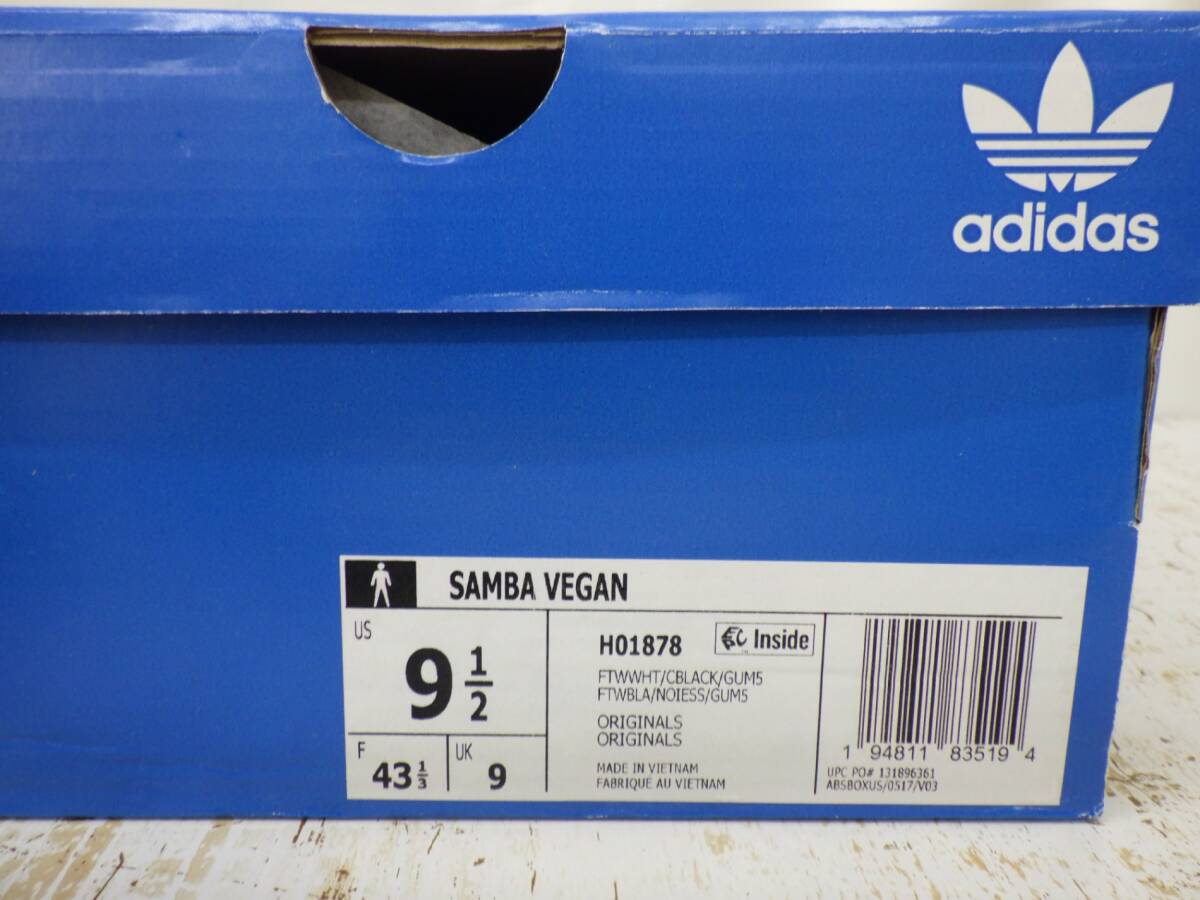 adidas
SAMBA VEGAN
US
9 1/2
F
43 1/3
UK
9
H01878
Inside
FTWWHT/CBLACK/GUM5
FTWBLA/NOIESS/GUM5
ORIGINALS
ORIGINALS
MADE IN VIETNAM
FABRIQUE AU VIETNAM
1 94811 83519 4
UPC PO# 131896361
ABSBOXUS/0517/V03